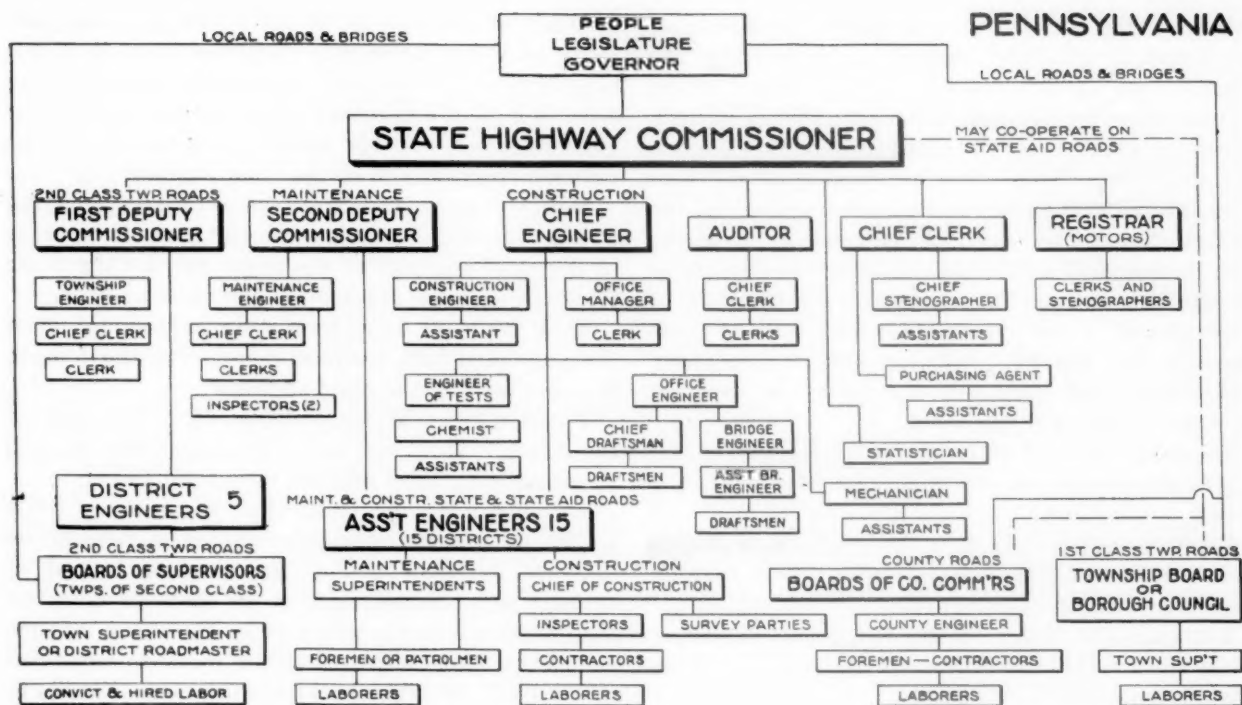 PENNSYLVANIA
PEOPLE
LEGISLATURE
GOVERNOR
LOCAL ROADS & BRIDGES
LOCAL ROADS & BRIDGES
STATE HIGHWAY COMMISSIONER
MAY CO-OPERATE ON
STATE AID ROADS
2ND CLASS TWP. ROADS
FIRST DEPUTY
COMMISSIONER
MAINTENANCE
SECOND DEPUTY
COMMISSIONER
CONSTRUCTION
CHIEF
ENGINEER
AUDITOR
CHIEF CLERK
REGISTRAR
(MOTORS)
TOWNSHIP
ENGINEER
CHIEF CLERK
CLERK
MAINTENANCE
ENGINEER
CHIEF CLERK
CLERKS
INSPECTORS (2)
CONSTRUCTION
ENGINEER
ASSISTANT
OFFICE
MANAGER
CLERK
CHIEF
CLERK
CLERKS
CHIEF
STENOGRAPHER
ASSISTANTS
CLERKS AND
STENOGRAPHERS
PURCHASING AGENT
ASSISTANTS
ENGINEER
OF TESTS
CHEMIST
ASSISTANTS
OFFICE
ENGINEER
CHIEF
DRAFTSMAN
DRAFTSMEN
BRIDGE
ENGINEER
ASS'T BR.
ENGINEER
DRAFTSMEN
STATISTICIAN
MECHANICIAN
ASSISTANTS
DISTRICT
ENGINEERS 5
2ND CLASS TWP. ROADS
BOARDS OF SUPERVISORS
(TWPS. OF SECOND CLASS)
TOWN SUPERINTENDENT
OR DISTRICT ROADMASTER
CONVICT & HIRED LABOR
MAINT. & CONSTR. STATE & STATE AID ROADS
ASS'T ENGINEERS 15
(15 DISTRICTS)
MAINTENANCE
SUPERINTENDENTS
FOREMEN OR PATROLMEN
LABORERS
CONSTRUCTION
CHIEF OF CONSTRUCTION
INSPECTORS
SURVEY PARTIES
CONTRACTORS
LABORERS
COUNTY ROADS
BOARDS OF CO. COMM'RS
COUNTY ENGINEER
FOREMEN — CONTRACTORS
LABORERS
1ST CLASS TWP. ROADS
TOWNSHIP BOARD
OR
BOROUGH COUNCIL
TOWN SUP'T
LABORERS